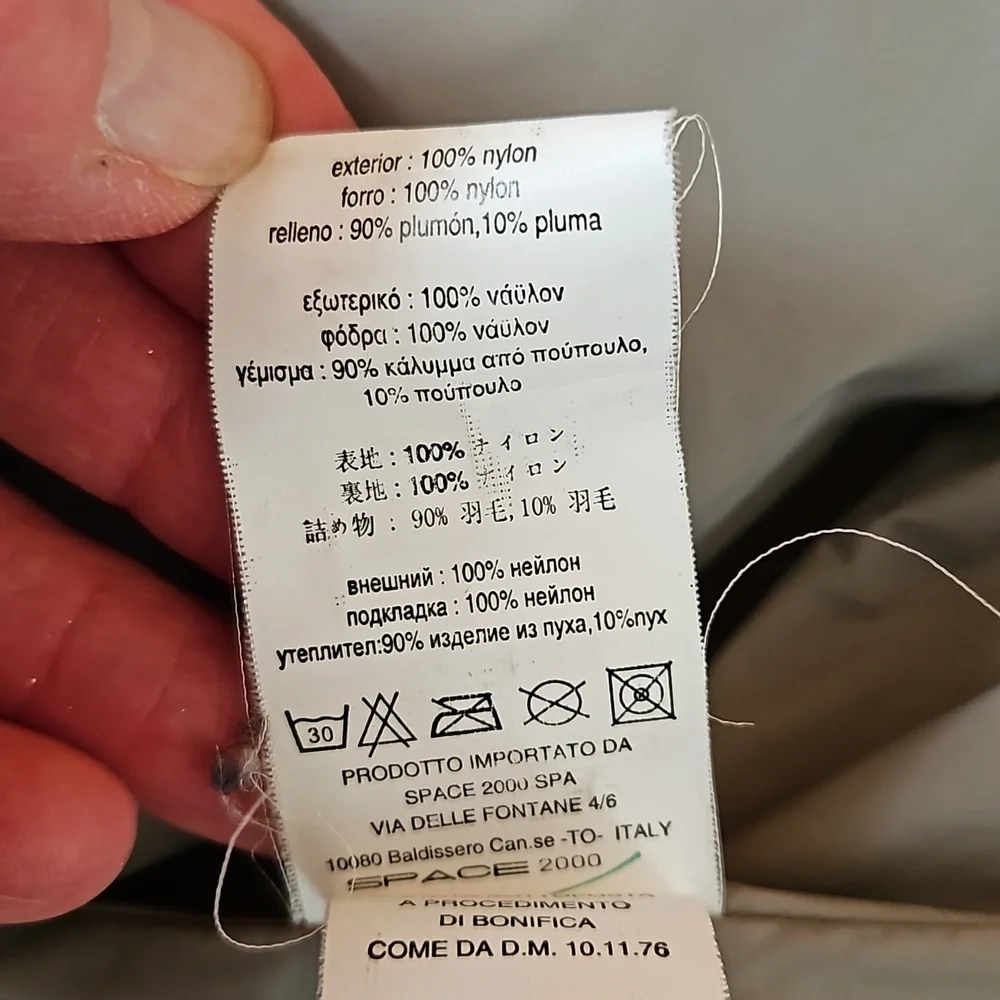 exterior : 100% nylon
forro : 100% nylon
relleno : 90% plumón,10% pluma
εξωτερικό : 100% νάϋλον
φόδρα : 100% νάϋλον
γέμισμα : 90% κάλυμμα από πούπουλο,
10% πούπουλο
表地 : 100% ナイロン
裏地 : 100% ナイロン
詰め物 : 90% 羽毛, 10% 羽毛
внешний : 100% нейлон
подкладка : 100% нейлон
утеплител:90% изделие из пуха,10%пух
30
PRODOTTO IMPORTATO DA
SPACE 2000 SPA
VIA DELLE FONTANE 4/6
10080 Baldissero Can.se -TO- ITALY
SPACE 2000
A PROCEDIMENTO
DI BONIFICA
COME DA D.M. 10.11.76